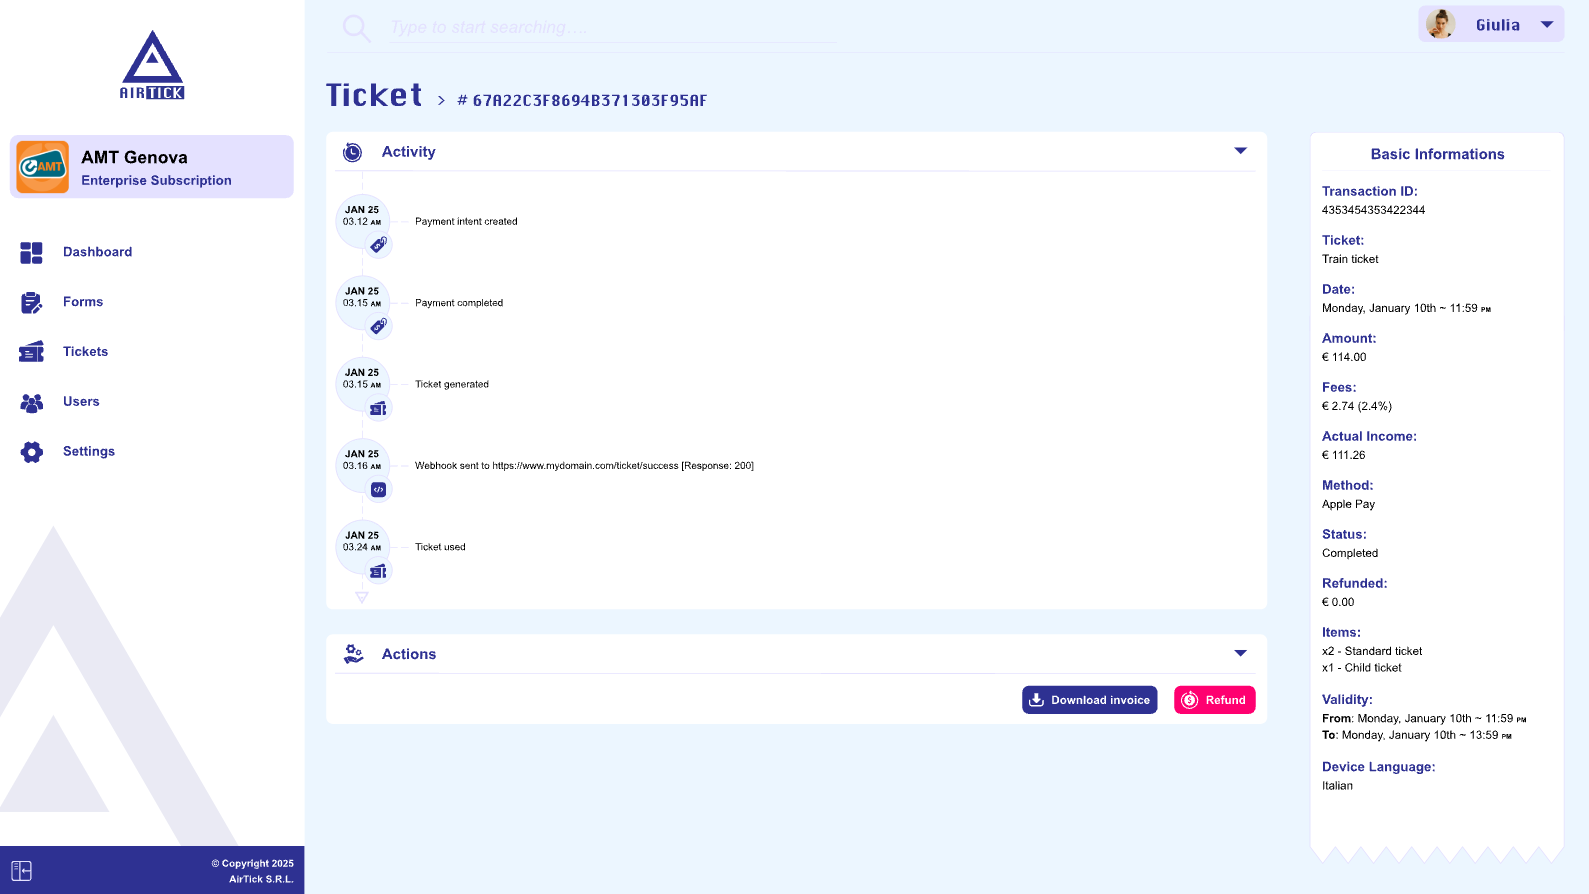 AIRTICK
AMT
AMT Genova
Enterprise Subscription
Dashboard
Forms
Tickets
Users
Settings
© Copyright 2025
AirTick S.R.L.
Type to start searching....
Giulia
Ticket > # 67A22C3F8694B371303F95AF
Activity
JAN 25
03.12 AM
Payment intent created
JAN 25
03.15 AM
Payment completed
JAN 25
03.15 AM
Ticket generated
JAN 25
03.16 AM
Webhook sent to https://www.mydomain.com/ticket/success [Response: 200]
JAN 25
03.24 AM
Ticket used
Actions
Download invoice
Refund
Basic Informations
Transaction ID:
4353454353422344
Ticket:
Train ticket
Date:
Monday, January 10th ~ 11:59 PM
Amount:
€ 114.00
Fees:
€ 2.74 (2.4%)
Actual Income:
€ 111.26
Method:
Apple Pay
Status:
Completed
Refunded:
€ 0.00
Items:
x2 - Standard ticket
x1 - Child ticket
Validity:
From: Monday, January 10th ~ 11:59 PM
To: Monday, January 10th ~ 13:59 PM
Device Language:
Italian